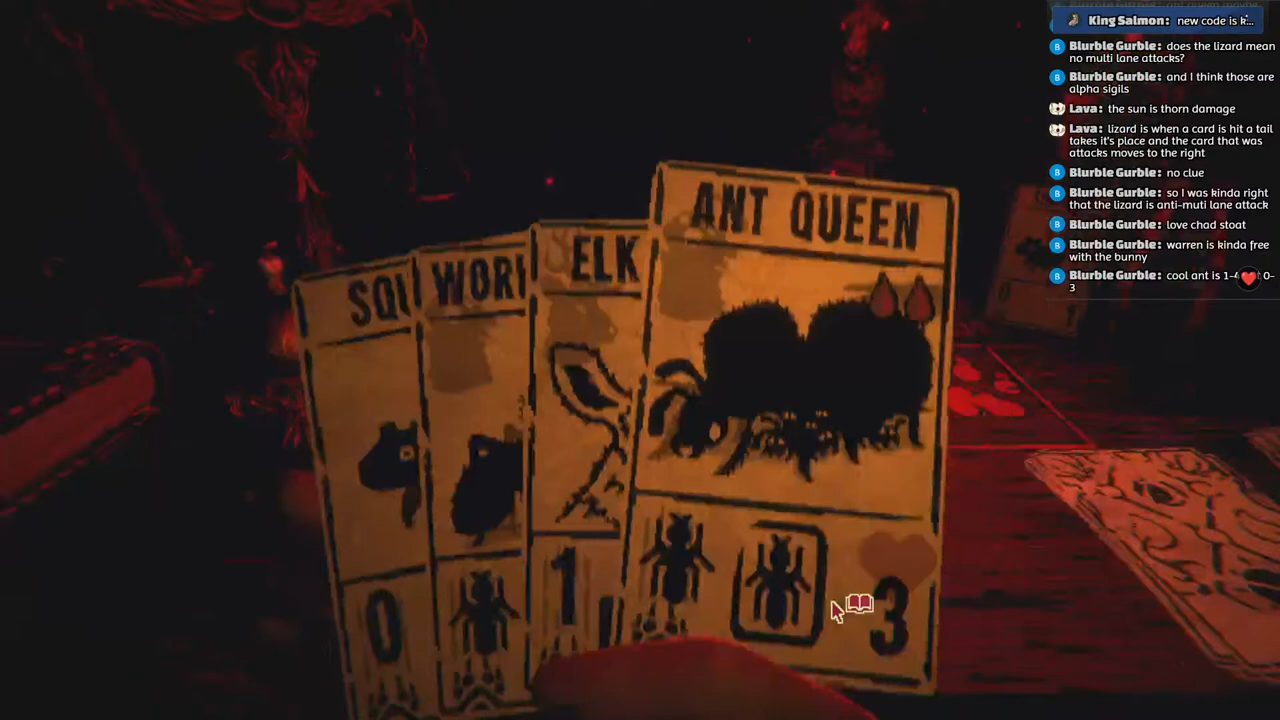 King Salmon: new code is k...
Blurble Gurble: does the lizard mean
no multi lane attacks?
Blurble Gurble: and I think those are
alpha sigils
Lava: the sun is thorn damage
Lava: lizard is when a card is hit a tail
takes it's place and the card that was
attacks moves to the right
Blurble Gurble: no clue
Blurble Gurble: so I was kinda right
that the lizard is anti-muti lane attack
Blurble Gurble: love chad stoat
Blurble Gurble: warren is kinda free
with the bunny
Blurble Gurble: cool ant is 1-
3
ANT QUEEN
ELK
WOR
SQU
0
1
3